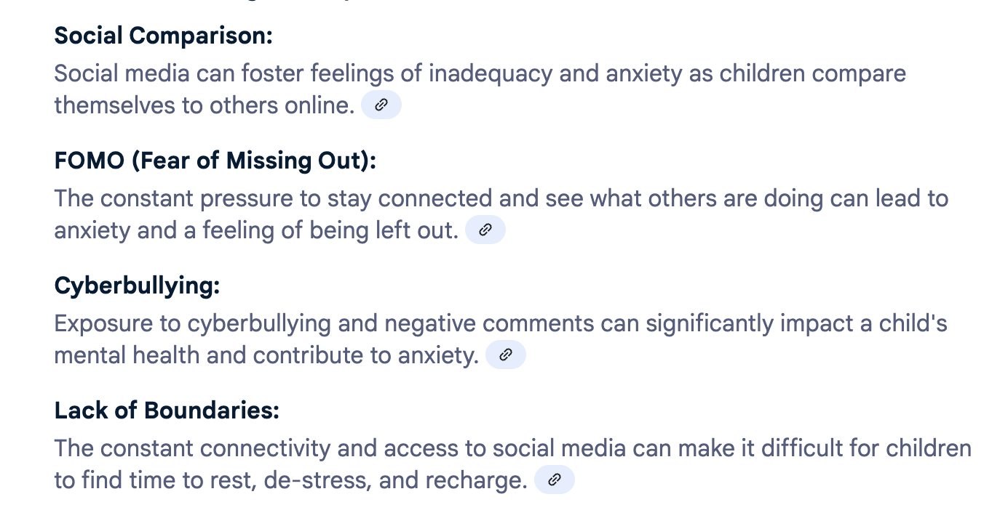 Social Comparison:
Social media can foster feelings of inadequacy and anxiety as children compare
themselves to others online.
FOMO (Fear of Missing Out):
The constant pressure to stay connected and see what others are doing can lead to
anxiety and a feeling of being left out.
Cyberbullying:
Exposure to cyberbullying and negative comments can significantly impact a child's
mental health and contribute to anxiety.
Lack of Boundaries:
The constant connectivity and access to social media can make it difficult for children
to find time to rest, de-stress, and recharge.